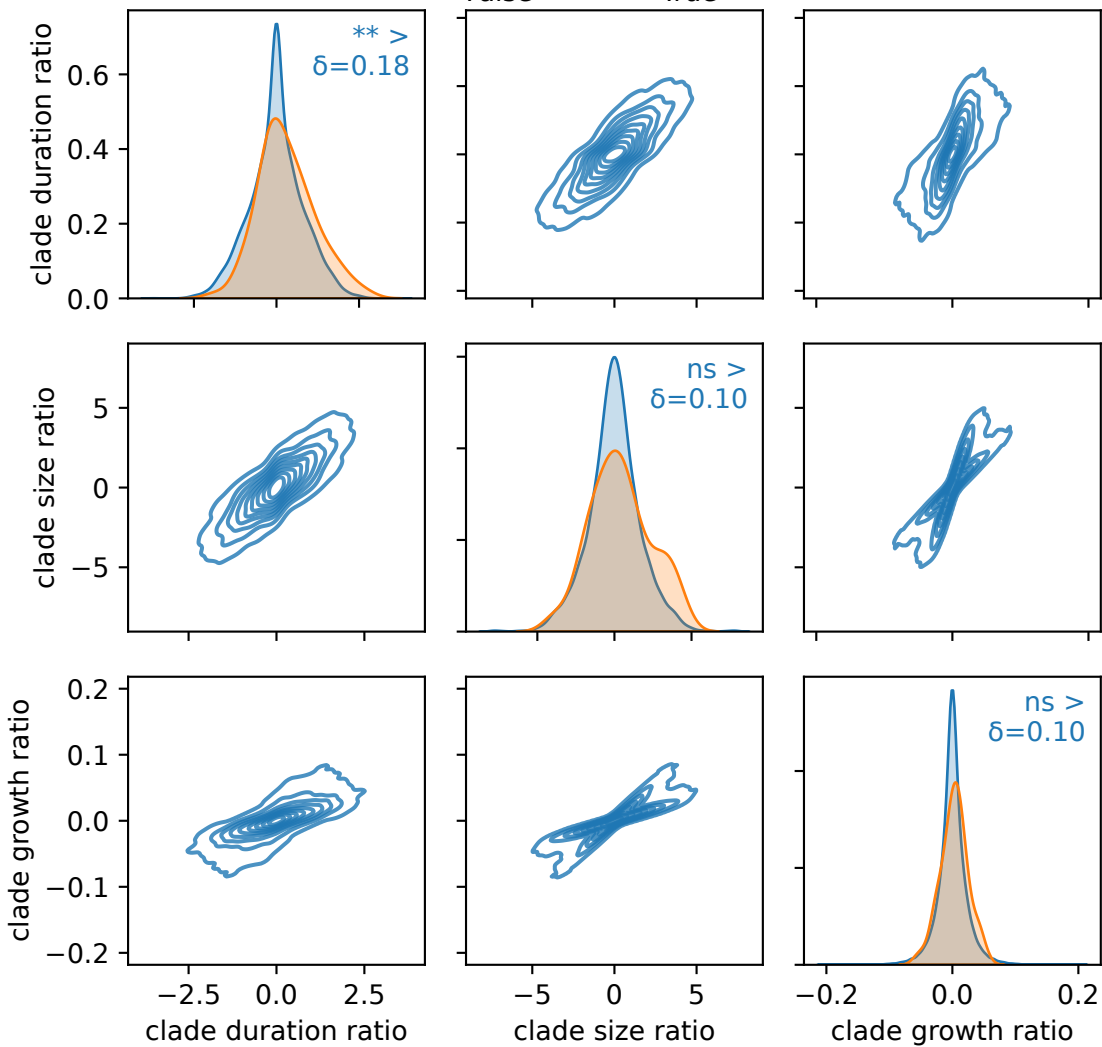 ** >
δ=0.18
clade duration ratio
0.6
0.4
0.2
0.0
ns >
δ=0.10
clade size ratio
5
0
−5
ns >
δ=0.10
clade growth ratio
0.2
0.1
0.0
−0.1
−0.2
−2.5 0.0 2.5
−5 0 5
−0.2 0.0 0.2
clade duration ratio
clade size ratio
clade growth ratio